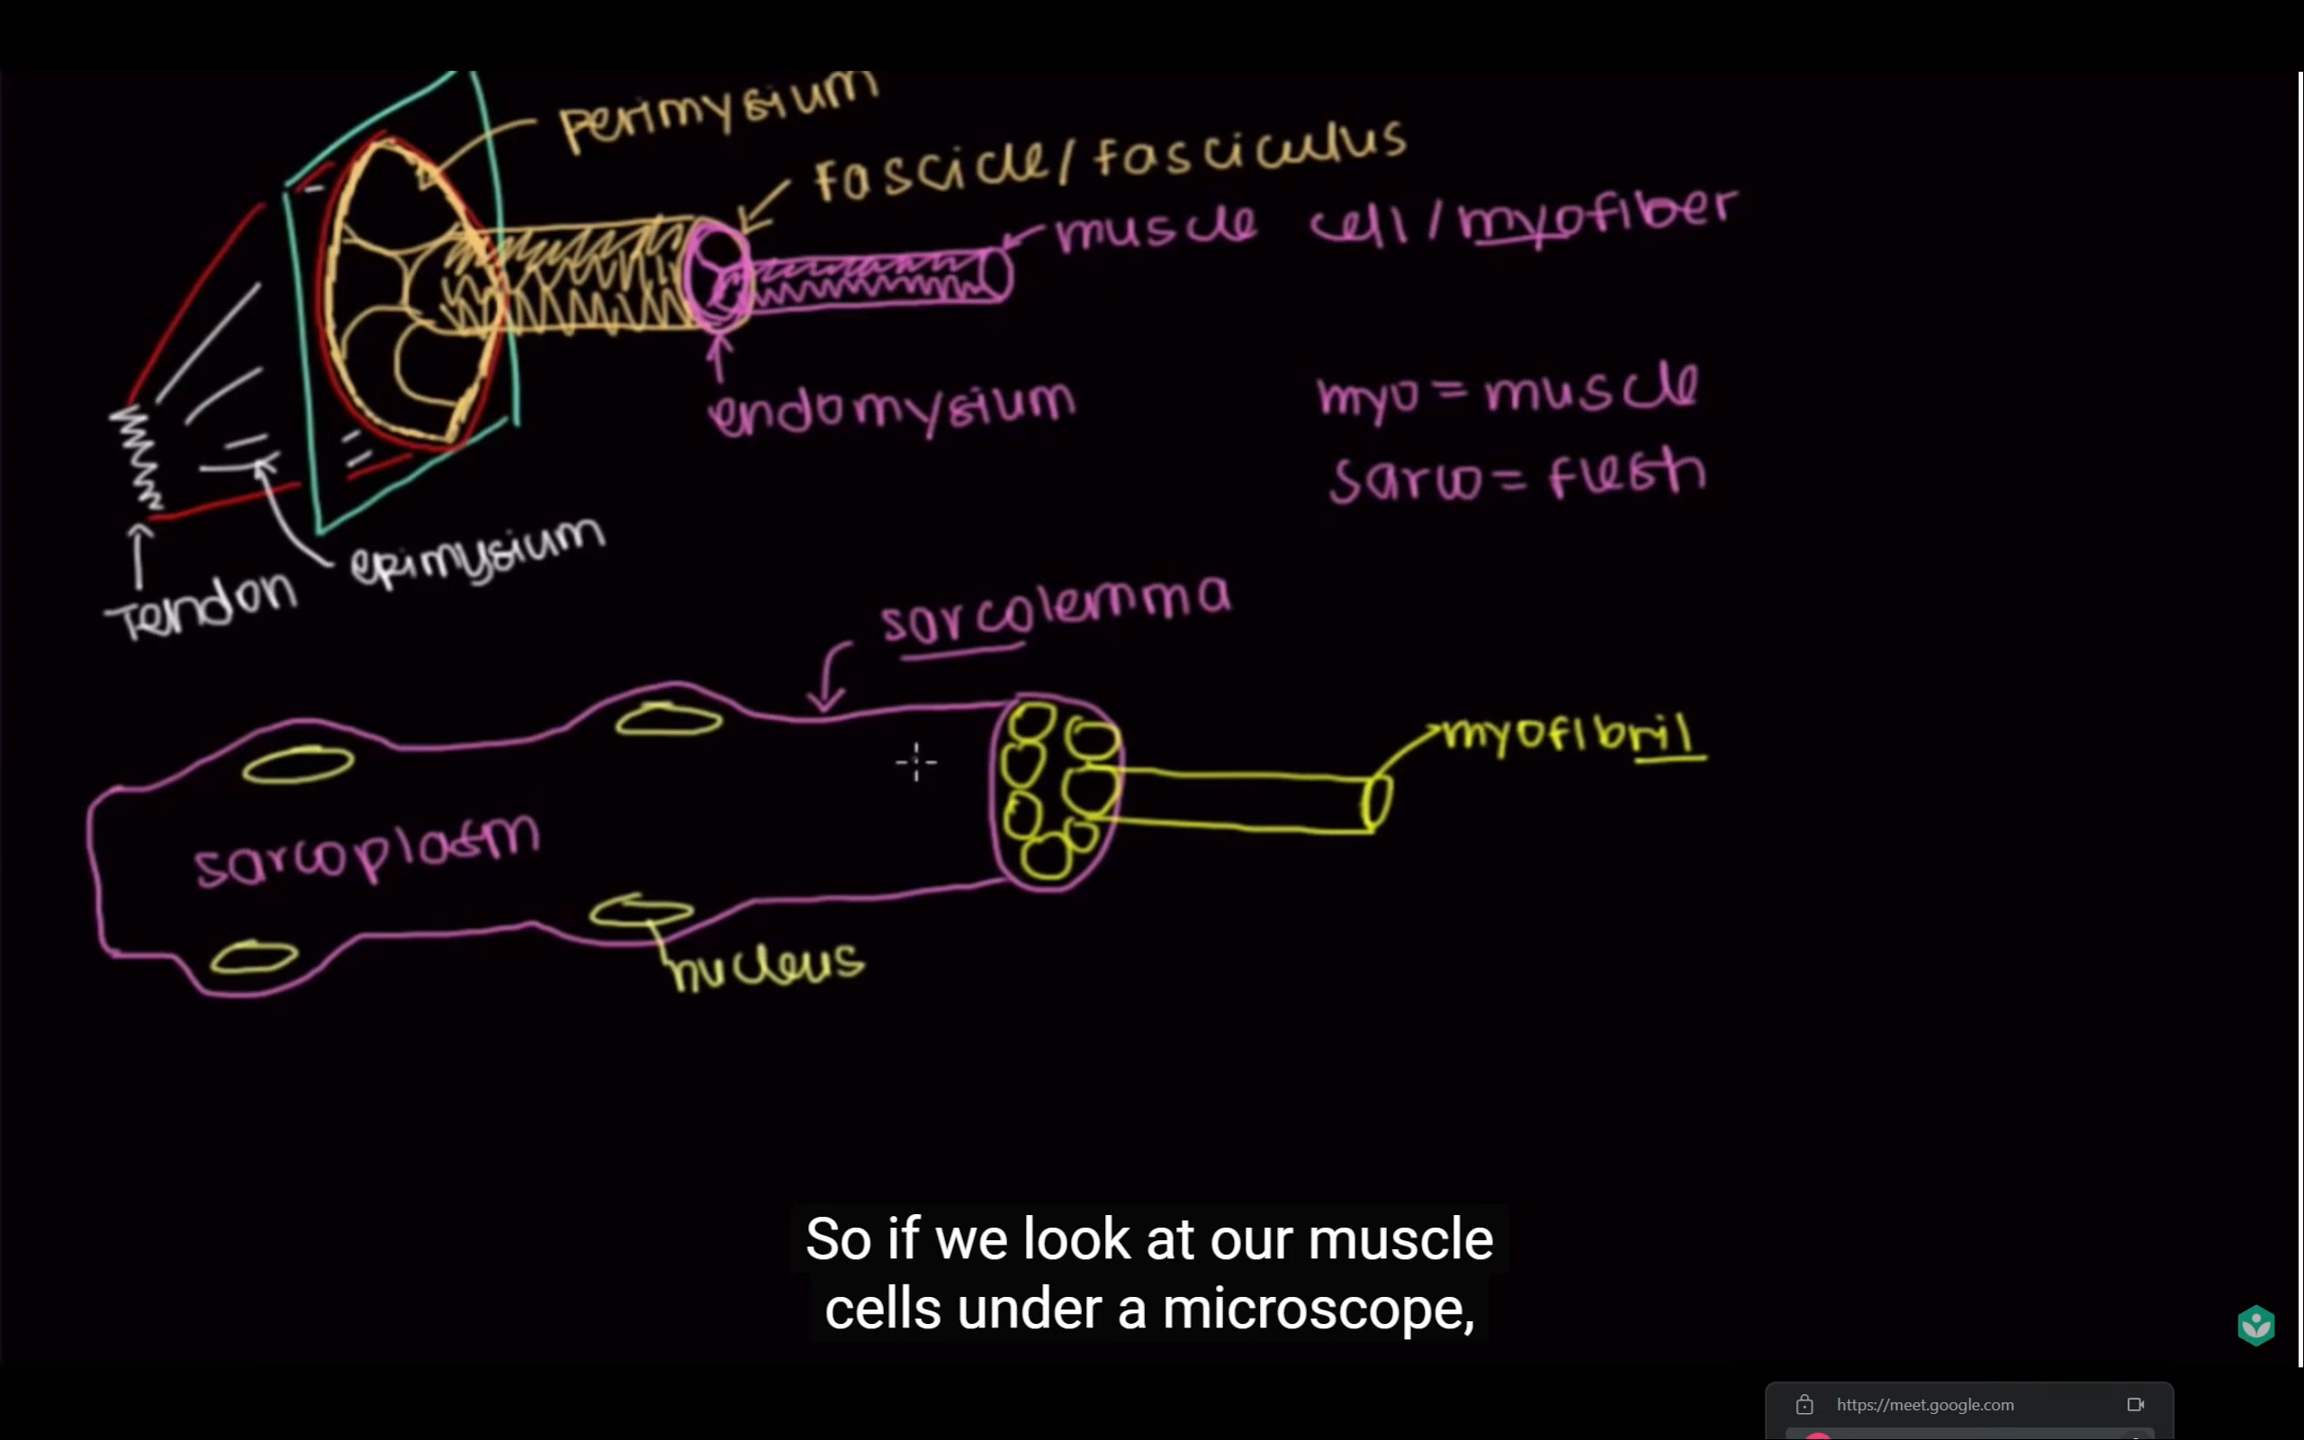 perimysium
fascicle/fasciculus
muscle cell/myofiber
endomysium
myo=muscle
sarco=flesh
epimysium
Tendon
sarcolemma
myofibril
sarcoplasm
nucleus
So if we look at our muscle
cells under a microscope,
https://meet.google.com